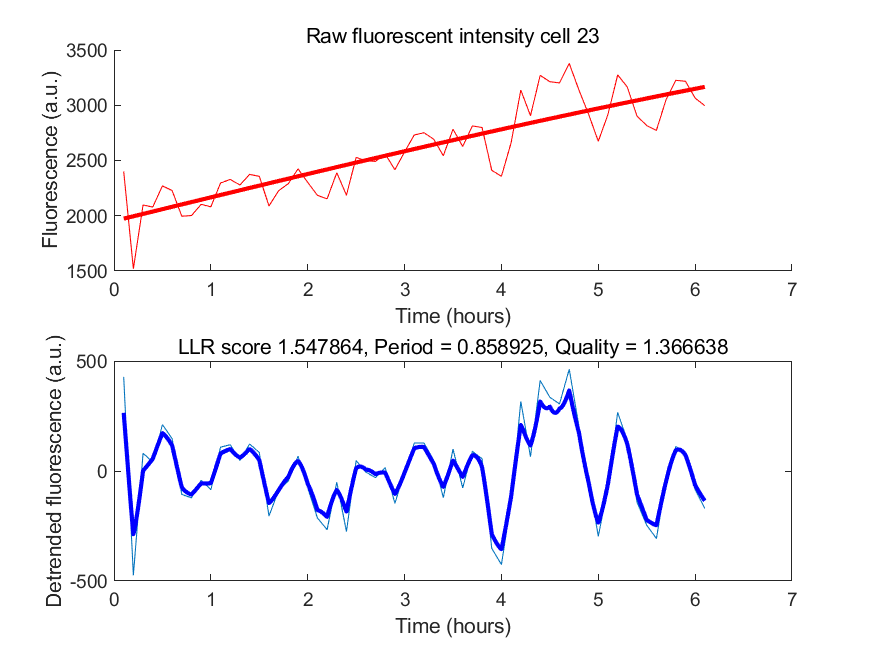 Raw fluorescent intensity cell 23
3500
3000
2500
2000
1500
Fluorescence (a.u.)
0 1 2 3 4 5 6 7
Time (hours)
LLR score 1.547864, Period = 0.858925, Quality = 1.366638
500
0
-500
Detrended fluorescence (a.u.)
0 1 2 3 4 5 6 7
Time (hours)